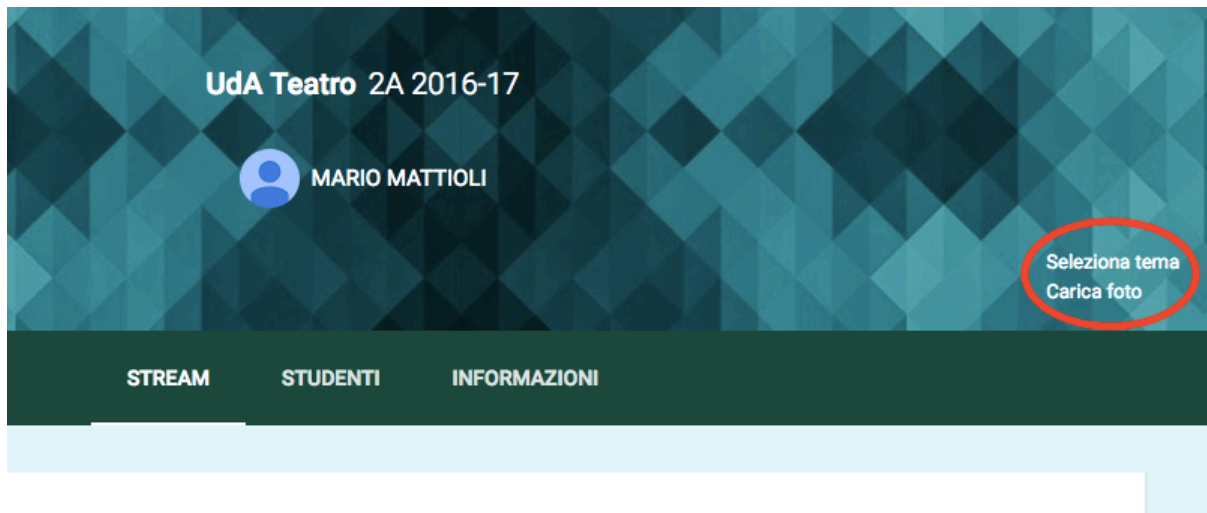 UdA Teatro 2A 2016-17
MARIO MATTIOLI
Seleziona tema
Carica foto
STREAM STUDENTI INFORMAZIONI